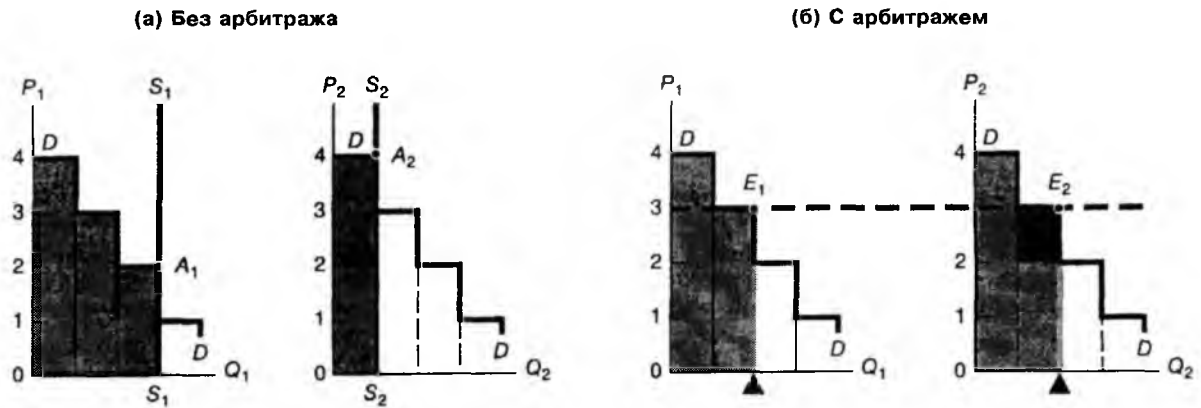 (а) Без арбитража
(б) С арбитражем
P₁ S₁
4 D
3
2 A₁
1 D
0 Q₁
S₁
P₂ S₂
4 D A₂
3
2
1 D
0 Q₂
S₂
P₁
4 D
3 E₁
2
1 D
0 Q₁
P₂
4 D
3 E₂
2
1 D
0 Q₂